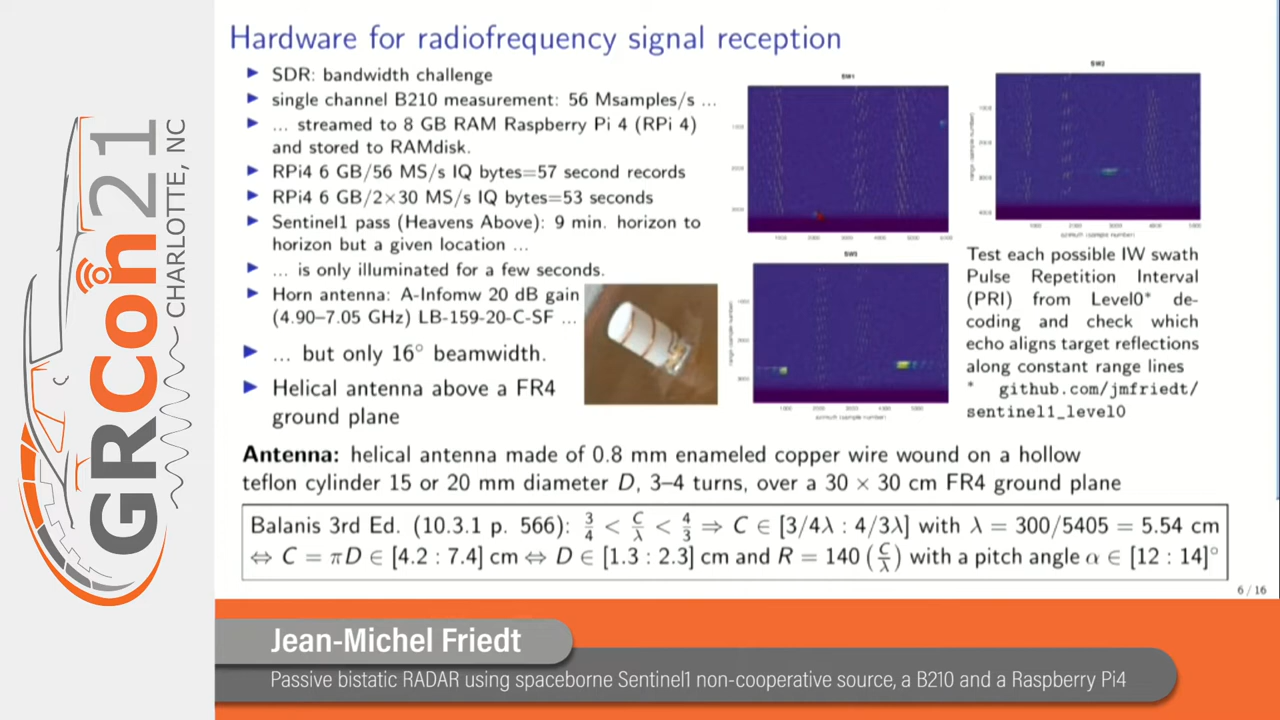 Hardware for radiofrequency signal reception
SDR: bandwidth challenge
single channel B210 measurement: 56 Msamples/s ...
... streamed to 8 GB RAM Raspberry Pi 4 (RPi 4)
and stored to RAMdisk.
RPi4 6 GB/56 MS/s IQ bytes=57 second records
RPi4 6 GB/2×30 MS/s IQ bytes=53 seconds
Sentinel1 pass (Heavens Above): 9 min. horizon to
horizon but a given location ...
... is only illuminated for a few seconds.
Horn antenna: A-Infomw 20 dB gain
(4.90–7.05 GHz) LB-159-20-C-SF ...
... but only 16° beamwidth.
Helical antenna above a FR4
ground plane
SW1
SW2
SW3
range (sample number)
azimuth (sample number)
Test each possible IW swath
Pulse Repetition Interval
(PRI) from Level0* de-
coding and check which
echo aligns target reflections
along constant range lines
* github.com/jmfriedt/
sentinel1_level0
Antenna: helical antenna made of 0.8 mm enameled copper wire wound on a hollow
teflon cylinder 15 or 20 mm diameter D, 3–4 turns, over a 30 × 30 cm FR4 ground plane
Balanis 3rd Ed. (10.3.1 p. 566): 3/4 < C/λ < 4/3 ⇒ C ∈ [3/4λ : 4/3λ] with λ = 300/5405 = 5.54 cm
⇔ C = πD ∈ [4.2 : 7.4] cm ⇔ D ∈ [1.3 : 2.3] cm and R = 140 (C/λ) with a pitch angle α ∈ [12 : 14]°
6 / 16
GRCon21
CHARLOTTE, NC
Jean-Michel Friedt
Passive bistatic RADAR using spaceborne Sentinel1 non-cooperative source, a B210 and a Raspberry Pi4